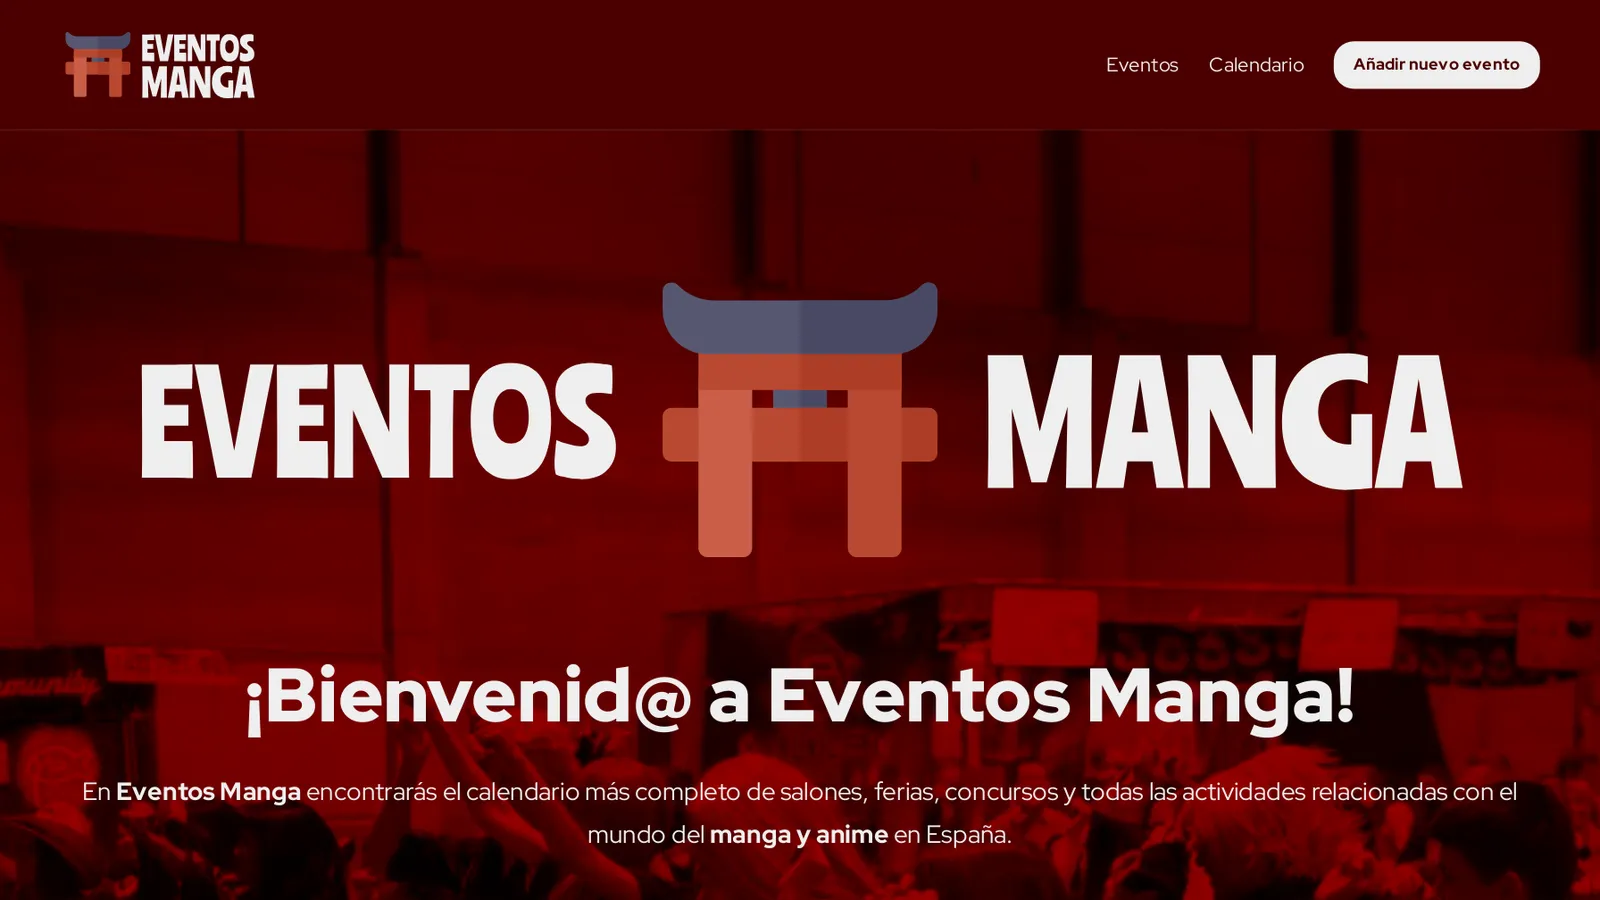 EVENTOS
MANGA
Eventos
Calendario
Añadir nuevo evento
EVENTOS MANGA
¡Bienvenid@ a Eventos Manga!
En Eventos Manga encontrarás el calendario más completo de salones, ferias, concursos y todas las actividades relacionadas con el
mundo del manga y anime en España.